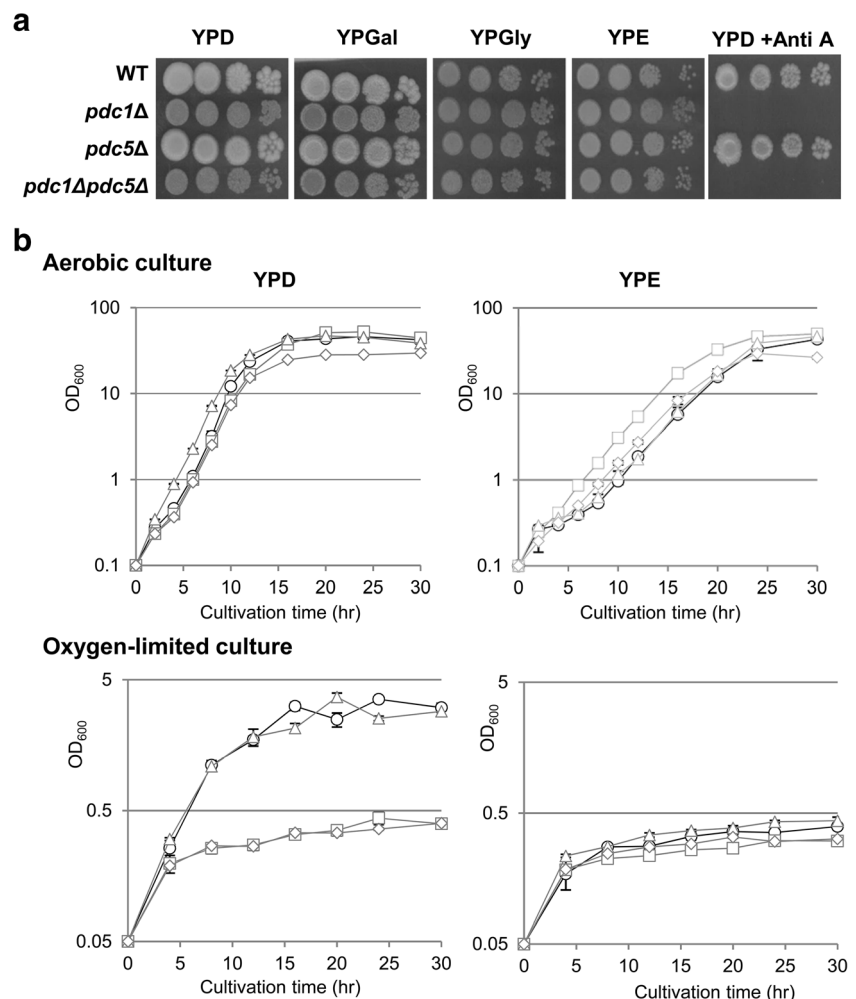 a
YPD YPGal YPGly YPE YPD +Anti A
WT
pdc1Δ
pdc5Δ
pdc1Δpdc5Δ
b
Aerobic culture
YPD
100
10
1
0.1
OD600
0 5 10 15 20 25 30
Cultivation time (hr)
YPE
100
10
1
0.1
OD600
0 5 10 15 20 25 30
Cultivation time (hr)
Oxygen-limited culture
5
0.5
0.05
OD600
0 5 10 15 20 25 30
Cultivation time (hr)
5
0.5
0.05
OD600
0 5 10 15 20 25 30
Cultivation time (hr)